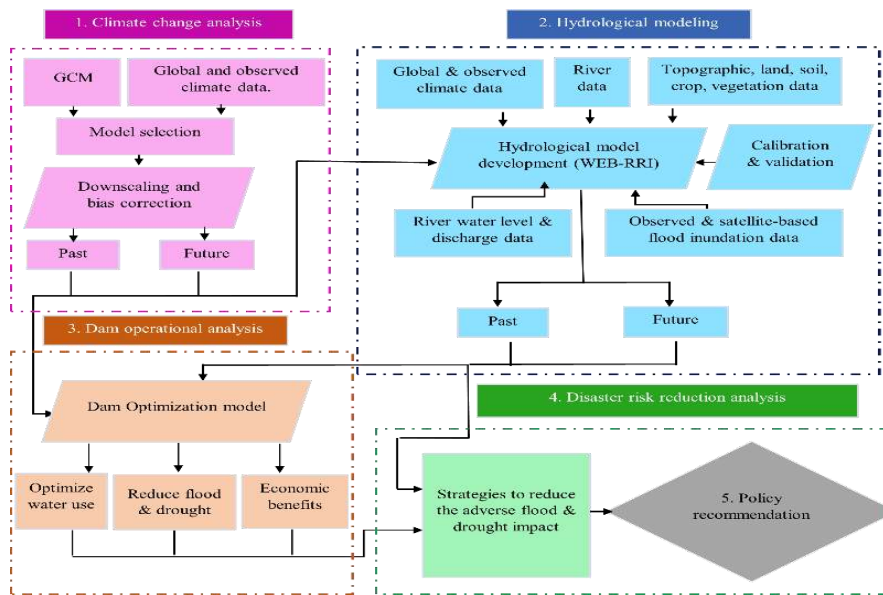 1. Climate change analysis
GCM
Global and observed
climate data.
Model selection
Downscaling and
bias correction
Past
Future
2. Hydrological modeling
Global & observed
climate data
River
data
Topographic, land, soil,
crop, vegetation data
Hydrological model
development (WEB-RRI)
Calibration
& validation
River water level &
discharge data
Observed & satellite-based
flood inundation data
Past
Future
3. Dam operational analysis
Dam Optimization model
Optimize
water use
Reduce flood
& drought
Economic
benefits
4. Disaster risk reduction analysis
Strategies to reduce
the adverse flood &
drought impact
5. Policy
recommendation